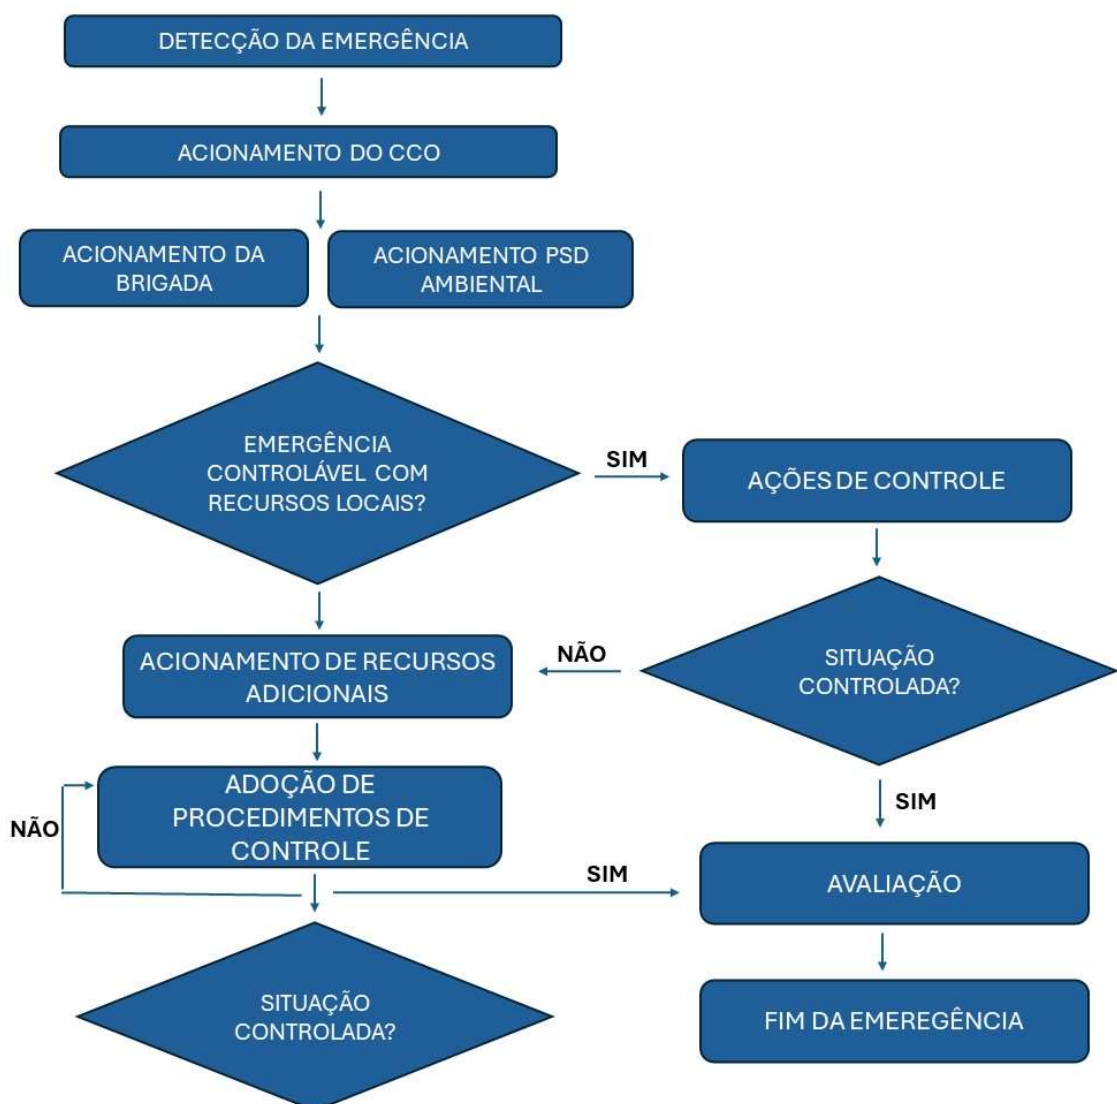 DETECÇÃO DA EMERGÊNCIA
ACIONAMENTO DO CCO
ACIONAMENTO DA
BRIGADA
ACIONAMENTO PSD
AMBIENTAL
EMERGÊNCIA
CONTROLÁVEL COM
RECURSOS LOCAIS?
SIM
AÇÕES DE CONTROLE
ACIONAMENTO DE RECURSOS
ADICIONAIS
NÃO
SITUAÇÃO
CONTROLADA?
ADOÇÃO DE
PROCEDIMENTOS DE
CONTROLE
NÃO
SIM
SIM
AVALIAÇÃO
SITUAÇÃO
CONTROLADA?
FIM DA EMEREGÊNCIA